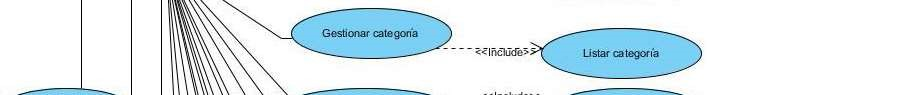 Gestionar categoría
<<Include>>
Listar categoría